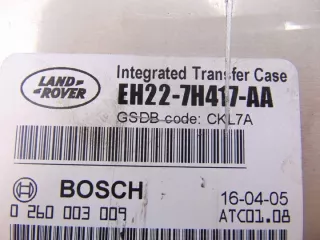 LAND-
ROVER
Integrated Transfer Case
EH22-7H417-AA
GSDB code: CKL7A
BOSCH
16-04-05
0 260 003 009
ATC01.08